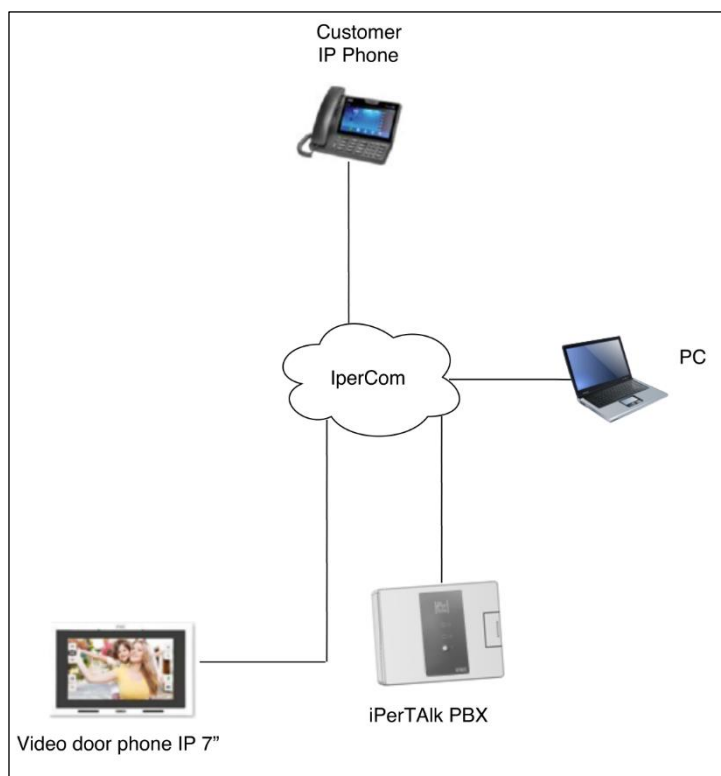 Customer
IP Phone
IperCom
PC
iPerTAlk PBX
Video door phone IP 7”